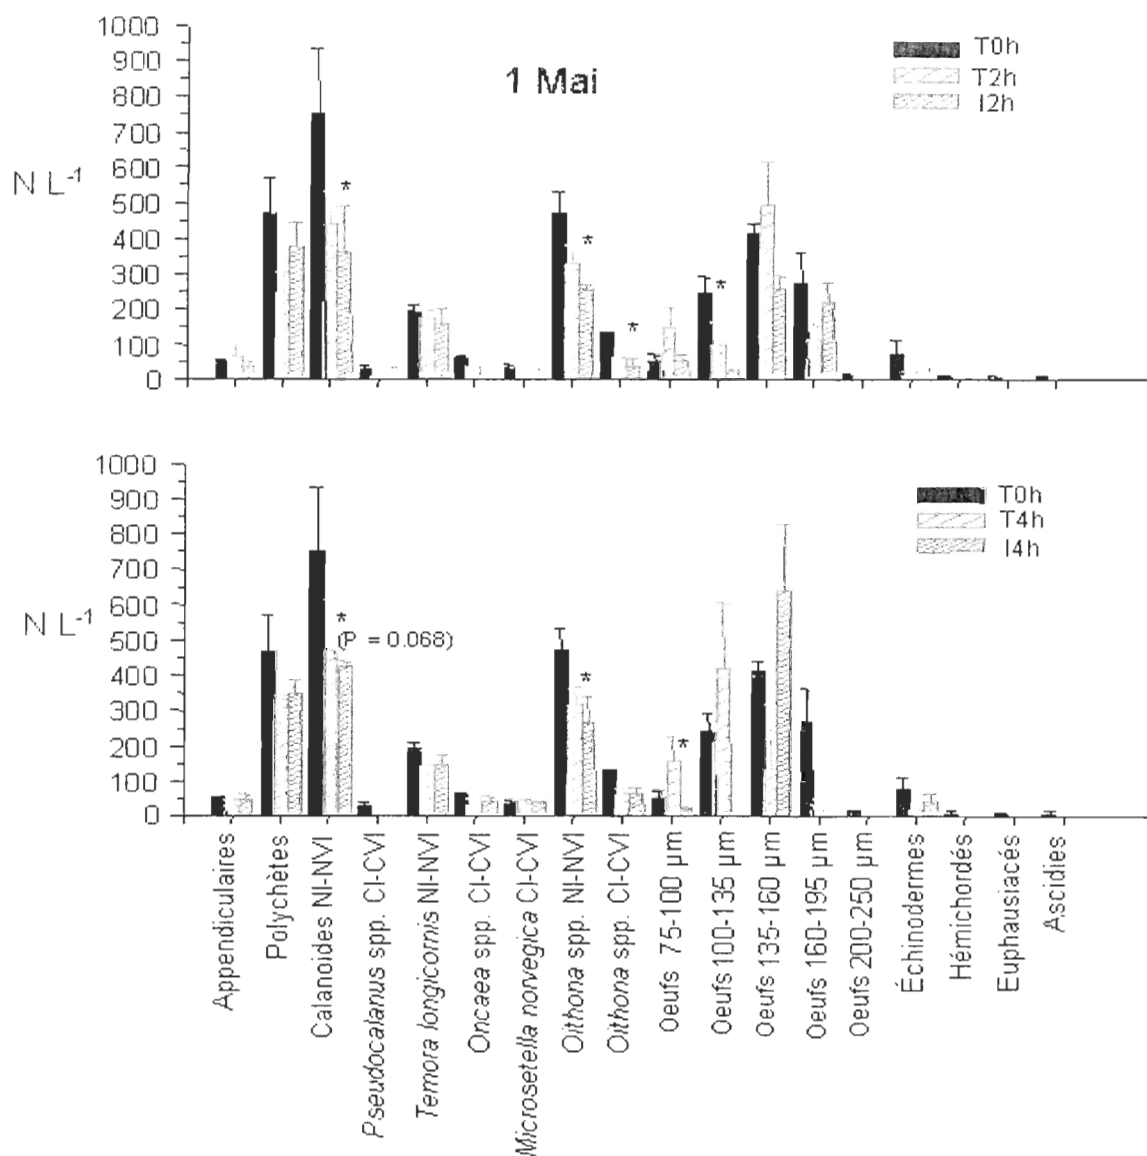 1 Mai
1000
900
800
700
600
500
400
300
200
100
0
N L-1
T0h
T2h
I2h
*
*
*
*
1000
900
800
700
600
500
400
300
200
100
0
N L-1
T0h
T4h
I4h
*
(P = 0.068)
*
*
Appendiculaires
Polychètes
Calanoides NI-NVI
Pseudocalanus spp. CI-CVI
Temora longicornis NI-NVI
Oncaea spp. CI-CVI
Microsetella norvegica CI-CVI
Oithona spp. NI-NVI
Oithona spp. CI-CVI
Oeufs 75-100 µm
Oeufs 100-135 µm
Oeufs 135-160 µm
Oeufs 160-195 µm
Oeufs 200-250 µm
Échinodermes
Hémichordés
Euphausiacés
Ascidies